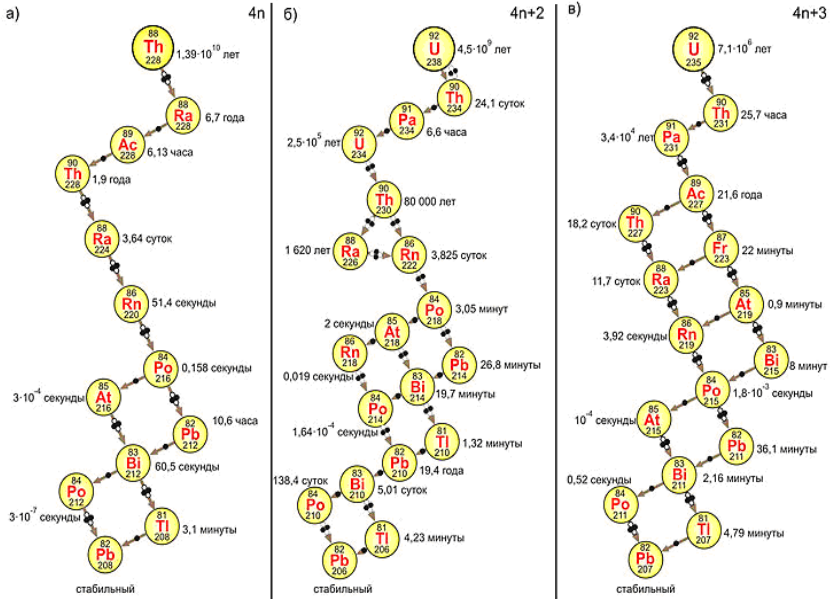 а) 4n
88 Th 228 1,39·10¹⁰ лет
88 Ra 228 6,7 года
89 Ac 228 6,13 часа
90 Th 228 1,9 года
88 Ra 224 3,64 суток
86 Rn 220 51,4 секунды
84 Po 216 0,158 секунды
85 At 216 3·10⁻⁴ секунды
82 Pb 212 10,6 часа
83 Bi 212 60,5 секунды
84 Po 212 3·10⁻⁷ секунды
81 Tl 208 3,1 минуты
82 Pb 208
стабильный
б) 4n+2
92 U 238 4,5·10⁹ лет
90 Th 234 24,1 суток
91 Pa 234 6,6 часа
92 U 234 2,5·10⁵ лет
90 Th 230 80 000 лет
88 Ra 226 1 620 лет
86 Rn 222 3,825 суток
84 Po 218 3,05 минут
85 At 218 2 секунды
86 Rn 218 0,019 секунды
82 Pb 214 26,8 минуты
83 Bi 214 19,7 минуты
84 Po 214 1,64·10⁻⁴ секунды
81 Tl 210 1,32 минуты
82 Pb 210 19,4 года
83 Bi 210 5,01 суток
84 Po 210 138,4 суток
81 Tl 206 4,23 минуты
82 Pb 206
стабильный
в) 4n+3
92 U 235 7,1·10⁶ лет
90 Th 231 25,7 часа
91 Pa 231 3,4·10⁴ лет
89 Ac 227 21,6 года
90 Th 227 18,2 суток
87 Fr 223 22 минуты
88 Ra 223 11,7 суток
85 At 219 0,9 минуты
86 Rn 219 3,92 секунды
83 Bi 215 8 минут
84 Po 215 1,8·10⁻³ секунды
85 At 215 10⁻⁴ секунды
82 Pb 211 36,1 минуты
83 Bi 211 2,16 минуты
84 Po 211 0,52 секунды
81 Tl 207 4,79 минуты
82 Pb 207
стабильный